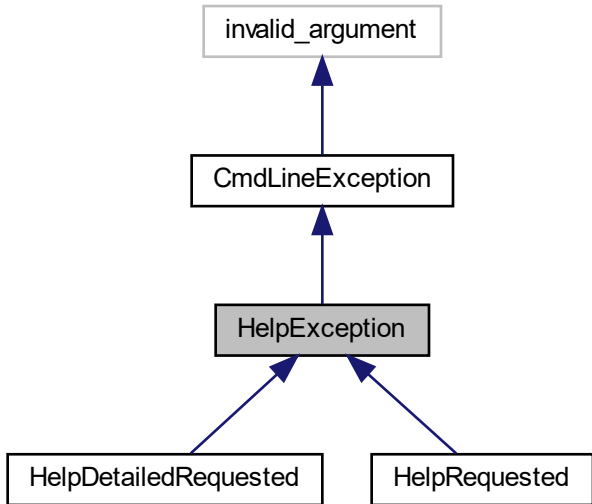 invalid_argument
CmdLineException
HelpException
HelpDetailedRequested
HelpRequested